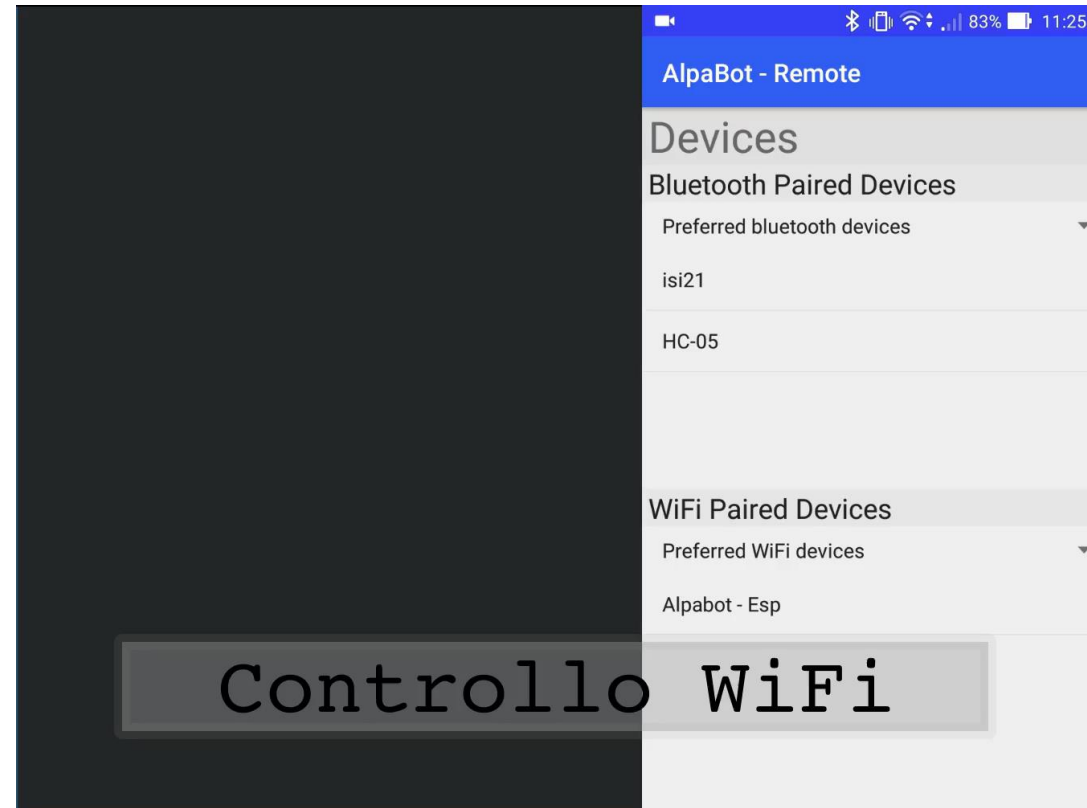 83% 11:25
AlpaBot - Remote
Devices
Bluetooth Paired Devices
Preferred bluetooth devices
isi21
HC-05
WiFi Paired Devices
Preferred WiFi devices
Alpabot - Esp
Controllo WiFi